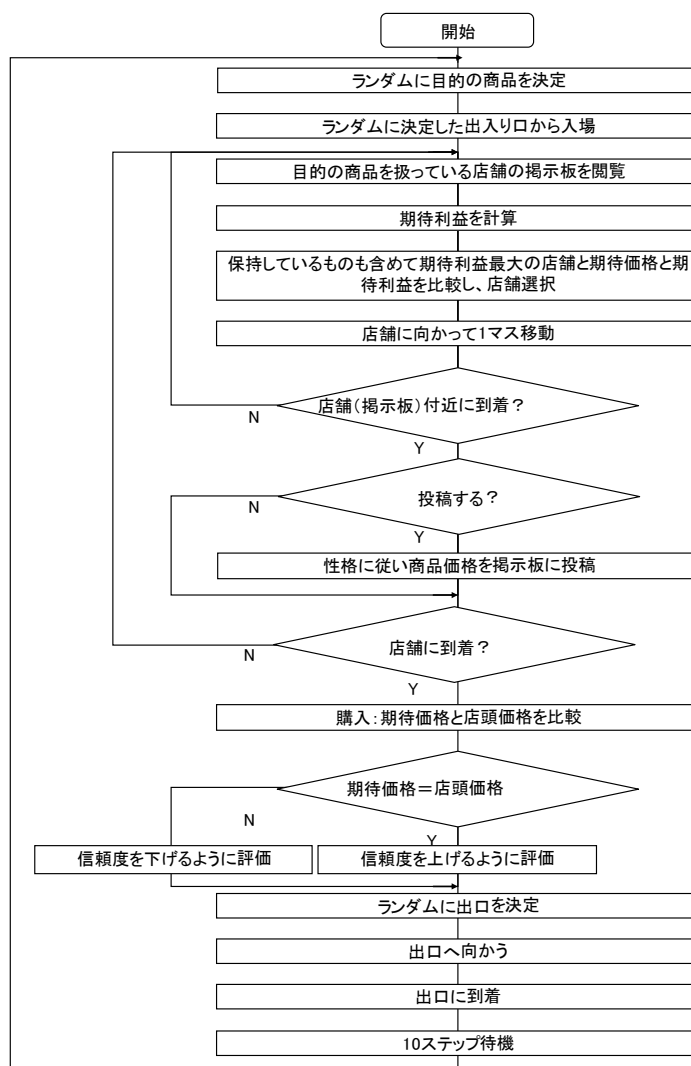 開始
ランダムに目的の商品を決定
ランダムに決定した出入り口から入場
目的の商品を扱っている店舗の掲示板を閲覧
期待利益を計算
保持しているものも含めて期待利益最大の店舗と期待価格と期
待利益を比較し、店舗選択
店舗に向かって1マス移動
店舗(掲示板)付近に到着?
N
Y
投稿する?
N
Y
性格に従い商品価格を掲示板に投稿
店舗に到着?
N
Y
購入:期待価格と店頭価格を比較
期待価格=店頭価格
N
Y
信頼度を下げるように評価
信頼度を上げるように評価
ランダムに出口を決定
出口へ向かう
出口に到着
10ステップ待機